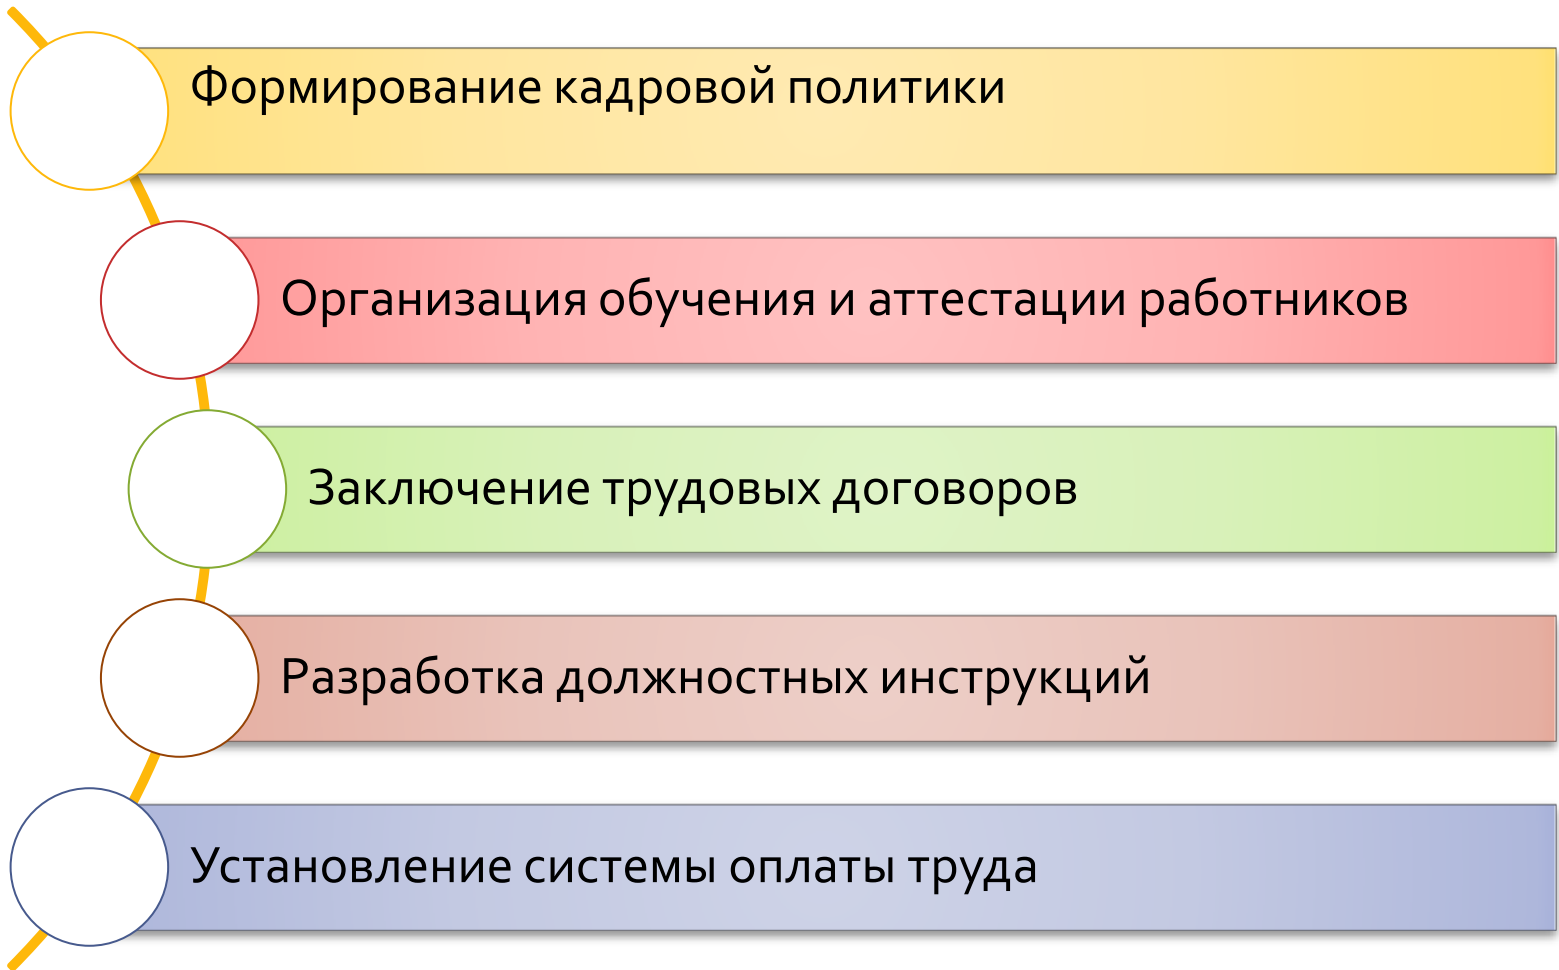 Формирование кадровой политики
Организация обучения и аттестации работников
Заключение трудовых договоров
Разработка должностных инструкций
Установление системы оплаты труда